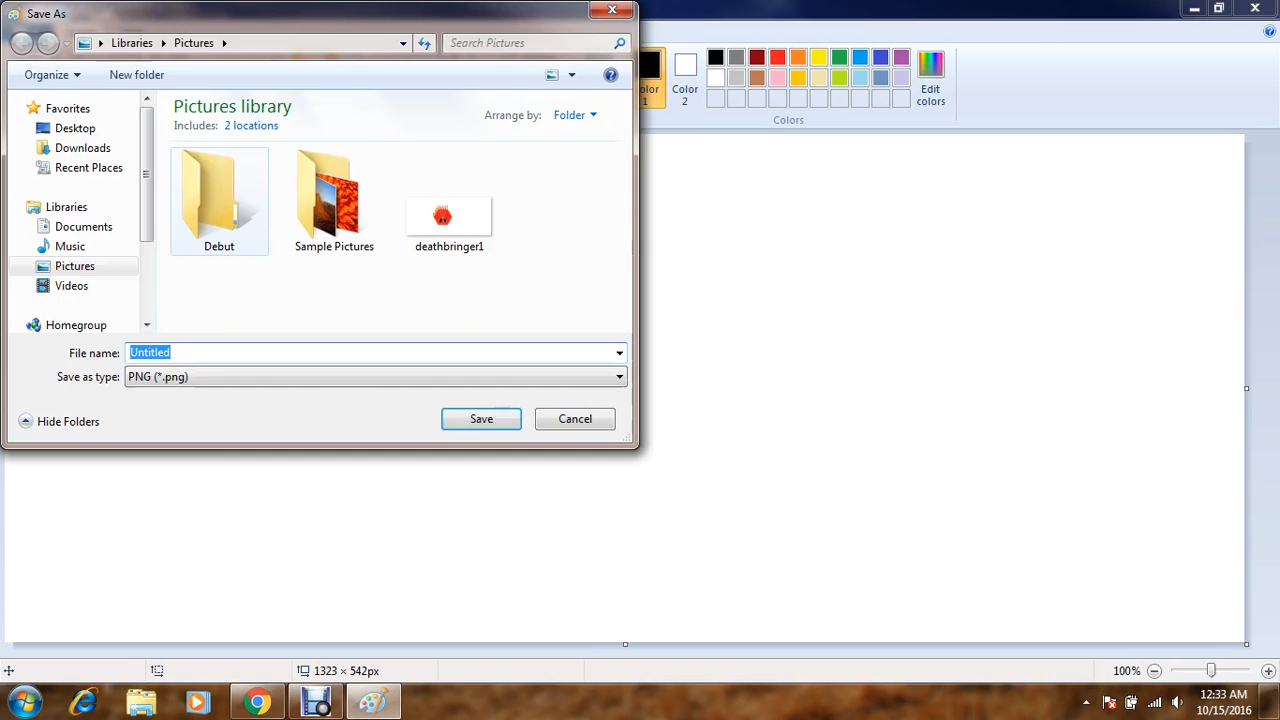 Save As
Libraries
Pictures
Search Pictures
Organize
New folder
Favorites
Desktop
Downloads
Recent Places
Libraries
Documents
Music
Pictures
Videos
Homegroup
Pictures library
Includes: 2 locations
Arrange by: Folder
Debut
Sample Pictures
deathbringer1
File name: Untitled
Save as type: PNG (*.png)
Hide Folders
Save
Cancel
olor
1
Color
2
Edit
colors
Colors
1323 × 542px
100%
12:33 AM
10/15/2016